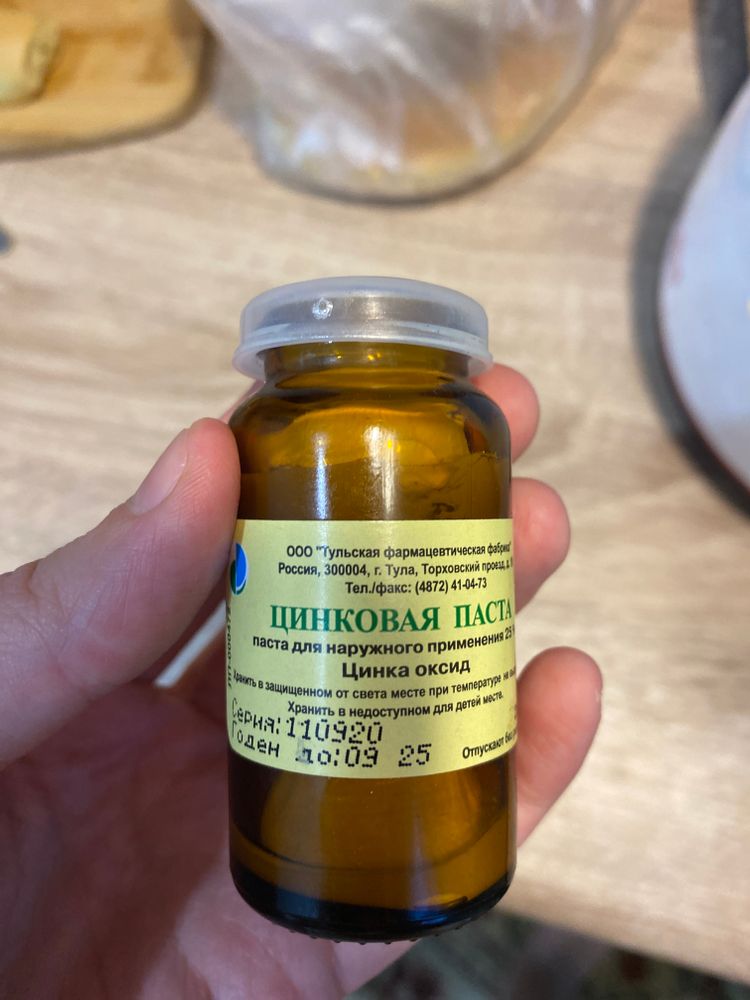 ООО "Тульская фармацевтическая фабрика"
Россия, 300004, г. Тула, Торховский проезд, д.
Тел./факс: (4872) 41-04-73
ЦИНКОВАЯ ПАСТА
паста для наружного применения 25 %
Цинка оксид
Хранить в защищенном от света месте при температуре не
Хранить в недоступном для детей месте.
Серия: 110920
Годен до: 09 25
Отпускают